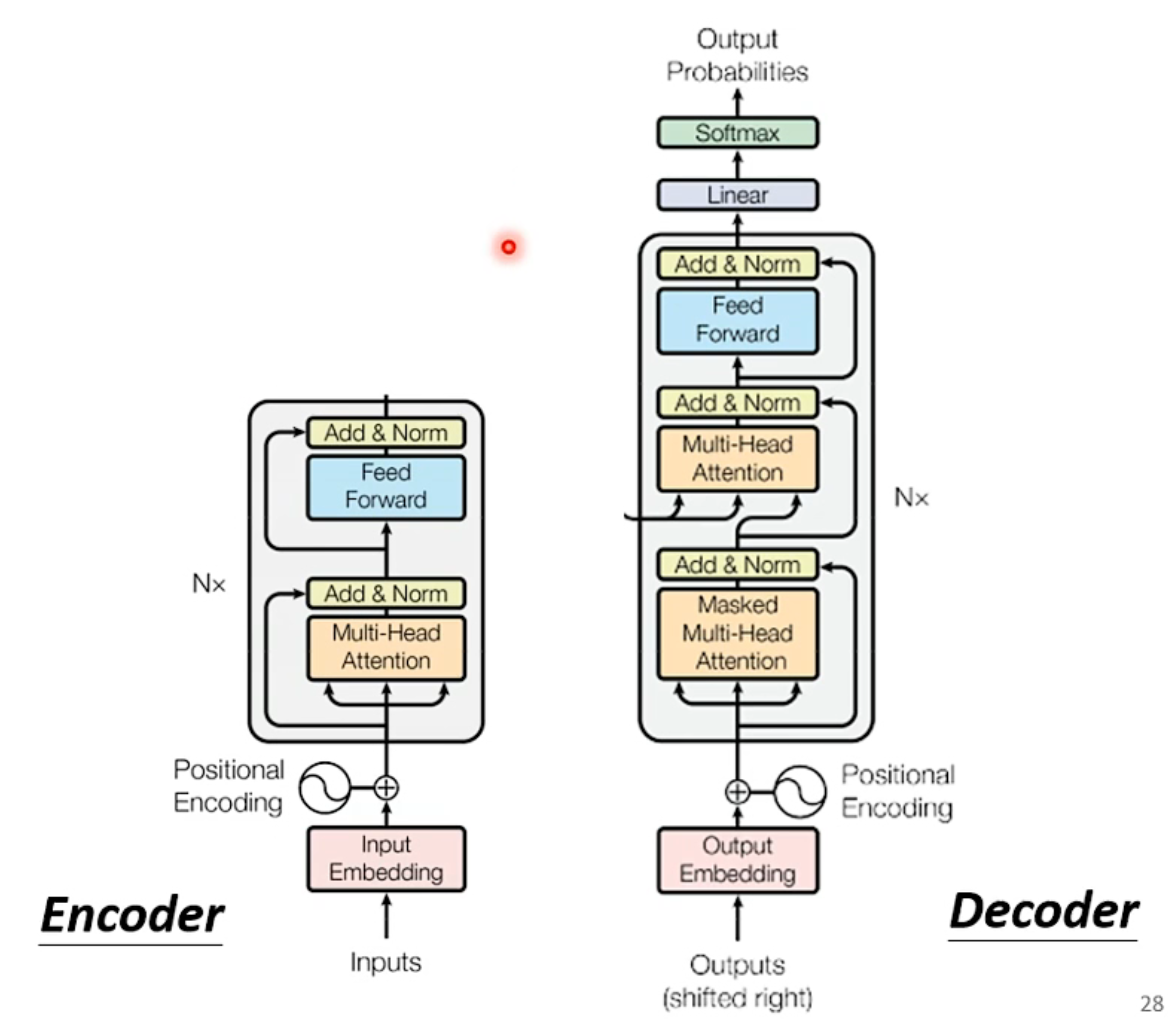 Output
Probabilities
Softmax
Linear
Add & Norm
Feed
Forward
Add & Norm
Multi-Head
Attention
Nx
Add & Norm
Masked
Multi-Head
Attention
Positional
Encoding
Output
Embedding
Decoder
Outputs
(shifted right)
Add & Norm
Feed
Forward
Nx
Add & Norm
Multi-Head
Attention
Positional
Encoding
Input
Embedding
Encoder
Inputs
28